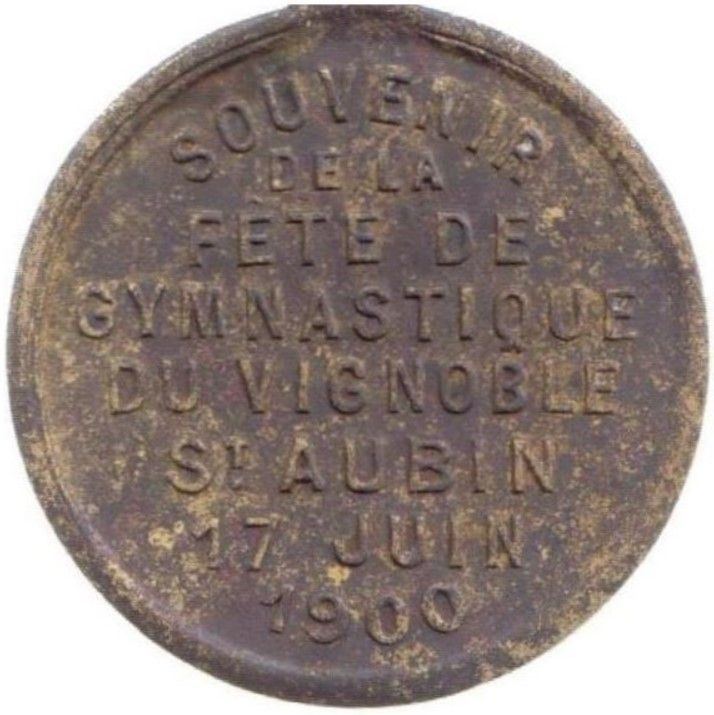 SOUVENIR
DE LA
FÊTE DE
GYMNASTIQUE
DU VIGNOBLE
ST AUBIN
17 JUIN
1900